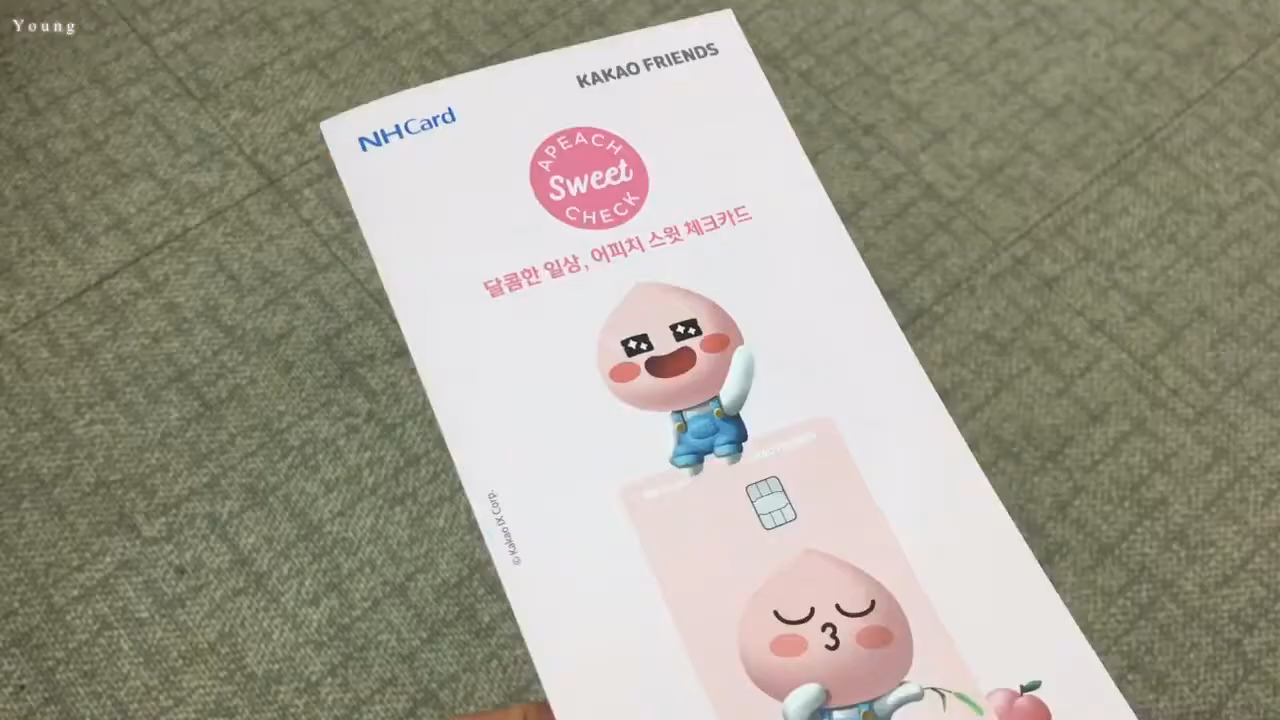 Young
KAKAO FRIENDS
NHCard
APEACH
Sweet
CHECK
달콤한 일상, 어피치 스윗 체크카드
© Kakao IX Corp.